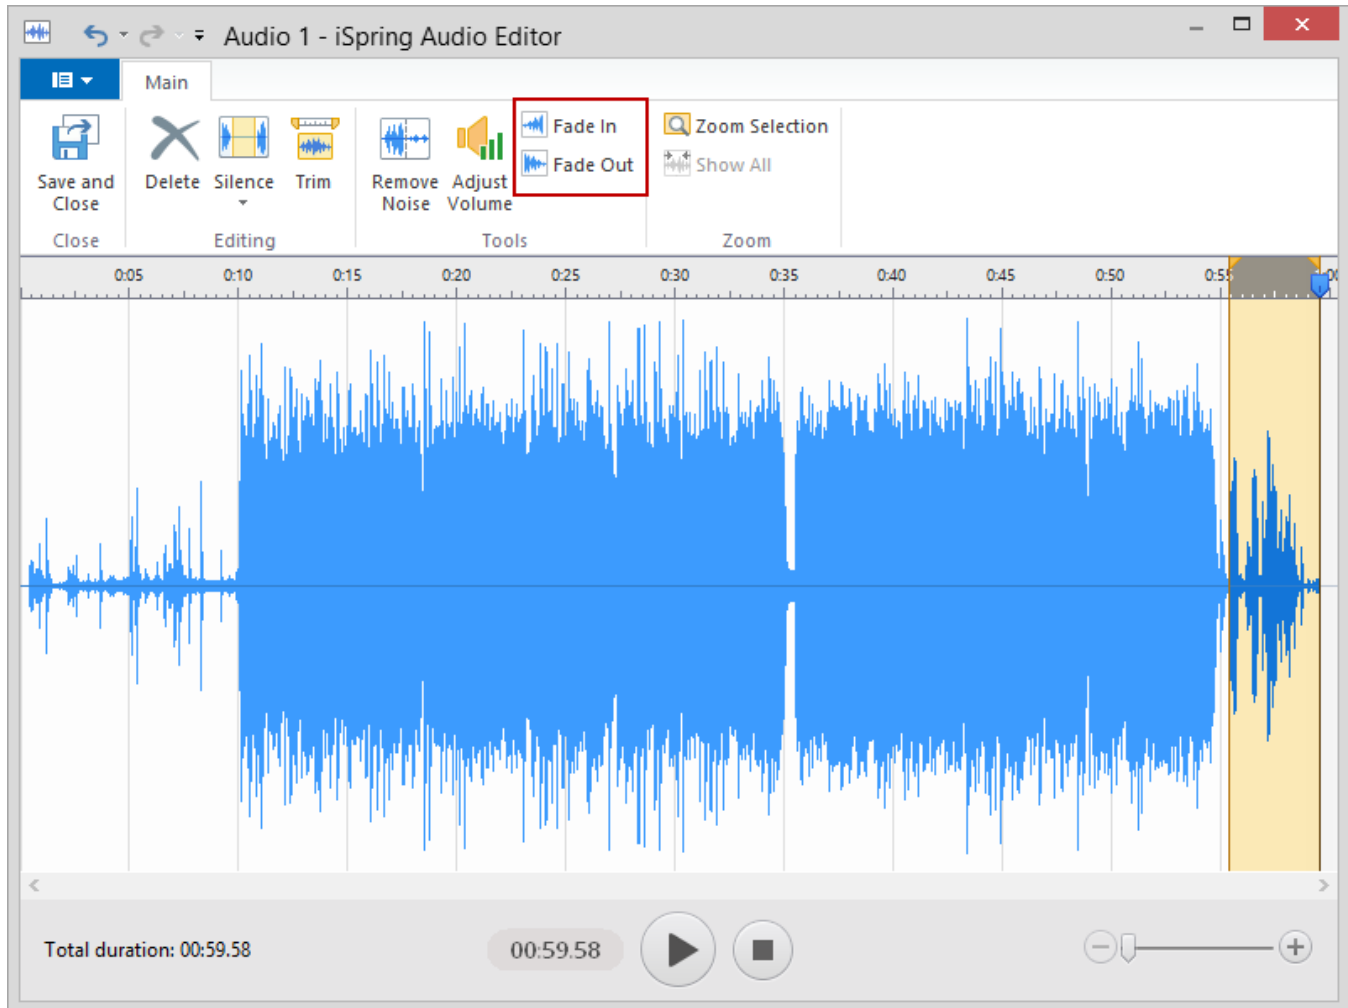 Audio 1 - iSpring Audio Editor
Main
Save and
Close
Delete
Silence
Trim
Remove
Noise
Adjust
Volume
Fade In
Fade Out
Zoom Selection
Show All
Close
Editing
Tools
Zoom
0:05 0:10 0:15 0:20 0:25 0:30 0:35 0:40 0:45 0:50
Total duration: 00:59.58
00:59.58